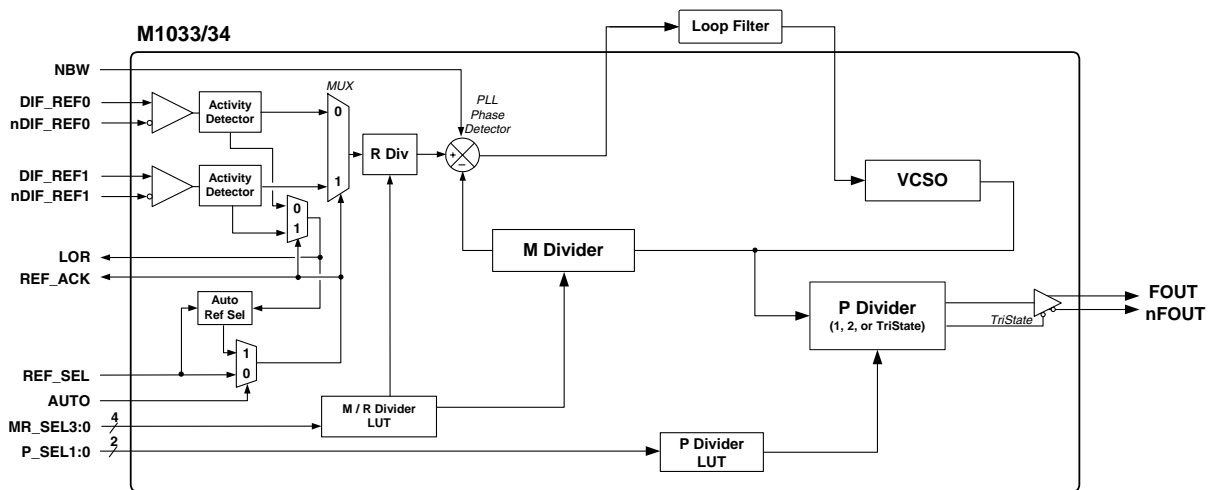 M1033/34
Loop Filter
NBW
MUX
DIF_REF0
nDIF_REF0
Activity
Detector
0
PLL
Phase
Detector
R Div
+
–
DIF_REF1
nDIF_REF1
Activity
Detector
1
VCSO
0
1
M Divider
LOR
REF_ACK
Auto
Ref Sel
P Divider
(1, 2, or TriState)
TriState
FOUT
nFOUT
1
0
REF_SEL
AUTO
MR_SEL3:0
4
M / R Divider
LUT
P_SEL1:0
2
P Divider
LUT